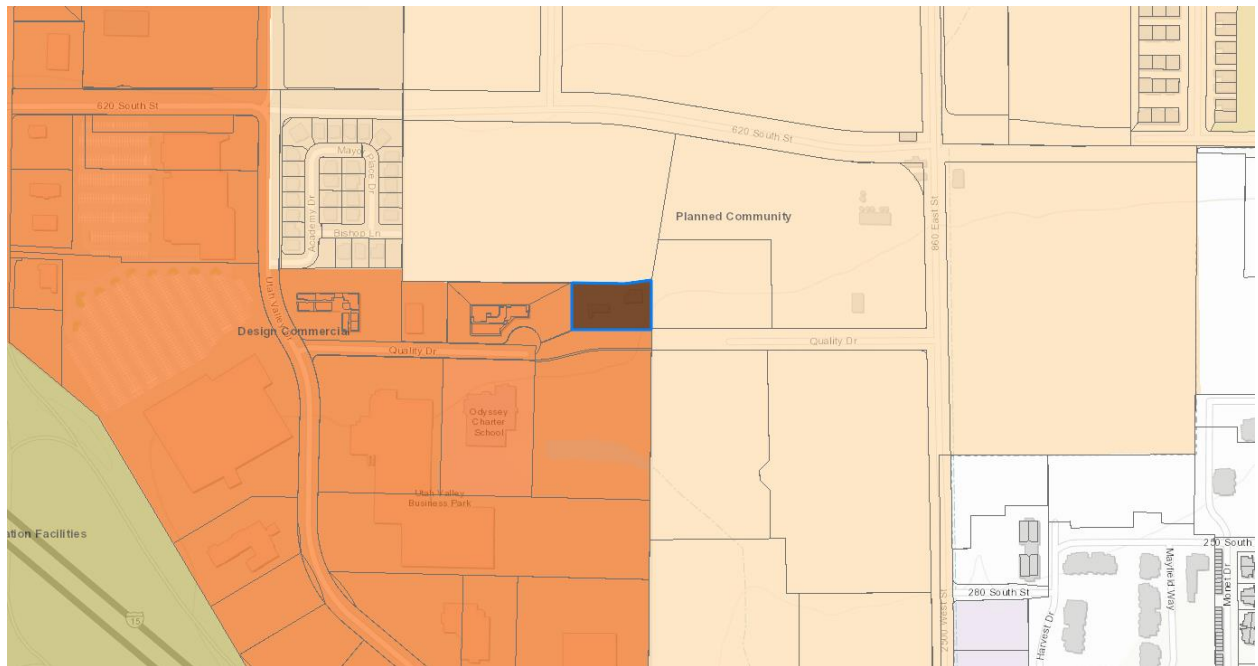 620 South St
620 South St
Mayor Place Dr
Academy Dr
Bishop Ln
Planned Community
860 East St
Utah Valley Dr
Design Commercial
Quality Dr
Quality Dr
Odyssey
Charter
School
Utah Valley
Business Park
ation Facilities
15
250 South
280 South St
2500 West St
Harvest Dr
Mayfield Way
Monet Dr